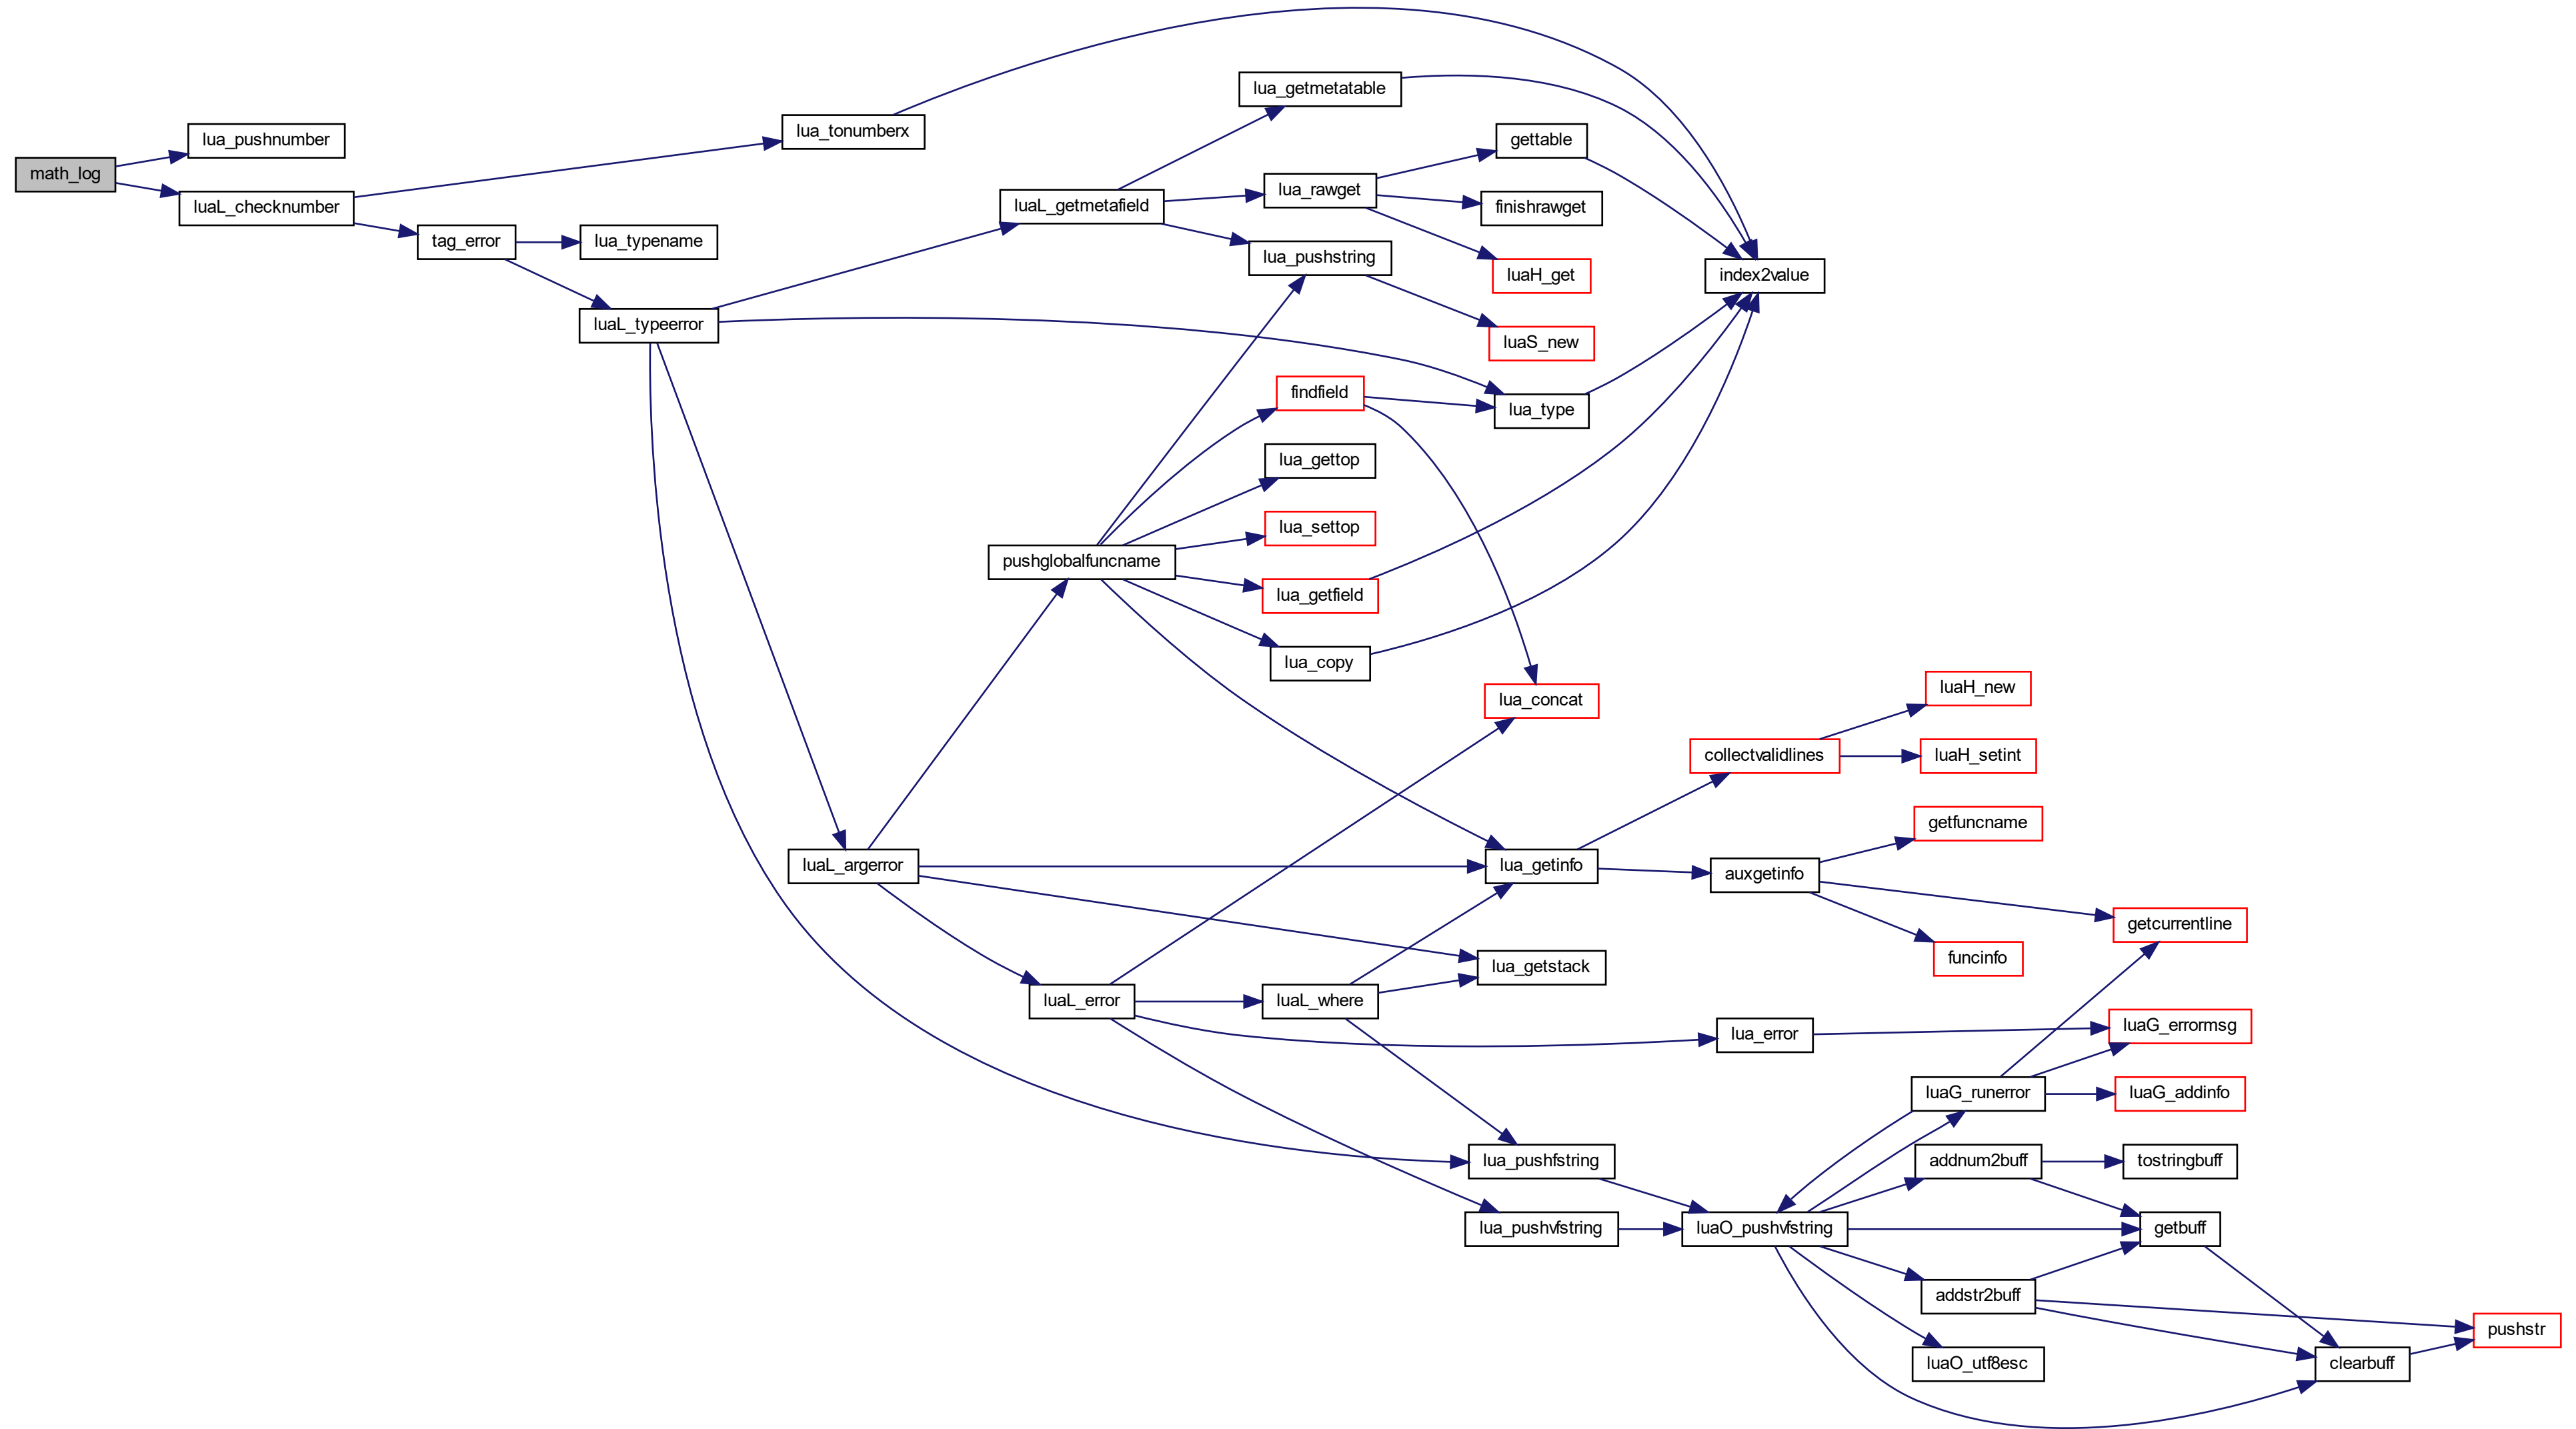 math_log
lua_pushnumber
luaL_checknumber
lua_tonumberx
tag_error
lua_typename
luaL_typeerror
luaL_getmetafield
lua_getmetatable
lua_rawget
lua_pushstring
gettable
finishrawget
luaH_get
luaS_new
index2value
findfield
lua_type
lua_gettop
lua_settop
pushglobalfuncname
lua_getfield
lua_copy
lua_concat
luaH_new
collectvalidlines
luaH_setint
getfuncname
luaL_argerror
lua_getinfo
auxgetinfo
getcurrentline
funcinfo
lua_getstack
luaL_error
luaL_where
lua_error
luaG_errormsg
luaG_runerror
luaG_addinfo
lua_pushfstring
addnum2buff
tostringbuff
lua_pushvfstring
luaO_pushvfstring
getbuff
addstr2buff
pushstr
luaO_utf8esc
clearbuff